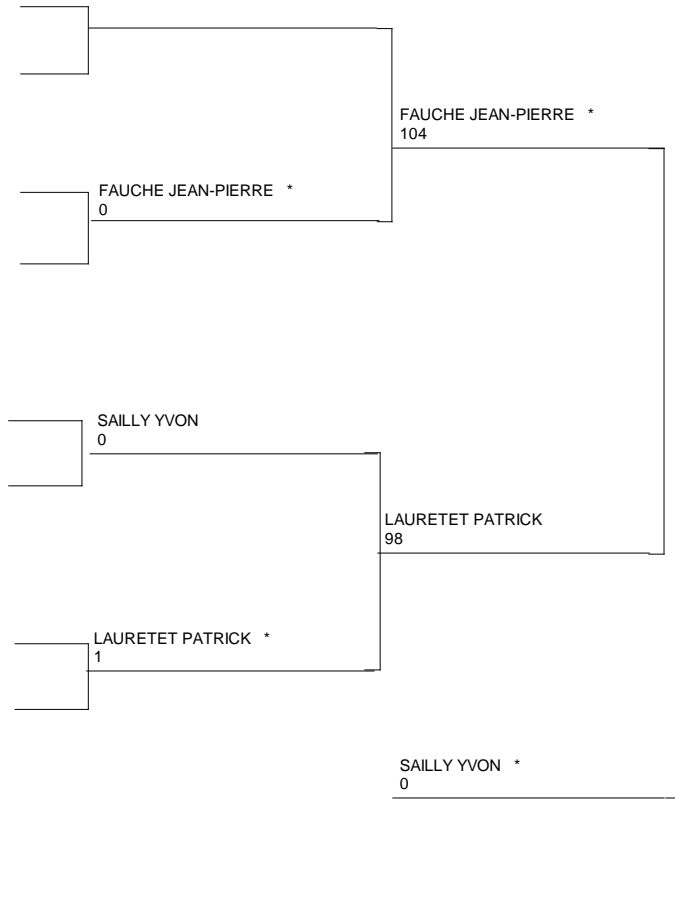 FAUCHE JEAN-PIERRE *
104
FAUCHE JEAN-PIERRE *
0
SAILLY YVON
0
LAURETET PATRICK
98
LAURETET PATRICK *
1
SAILLY YVON *
0